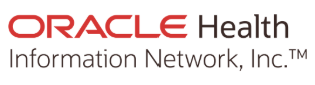 ORACLE Health
Information Network, Inc.™